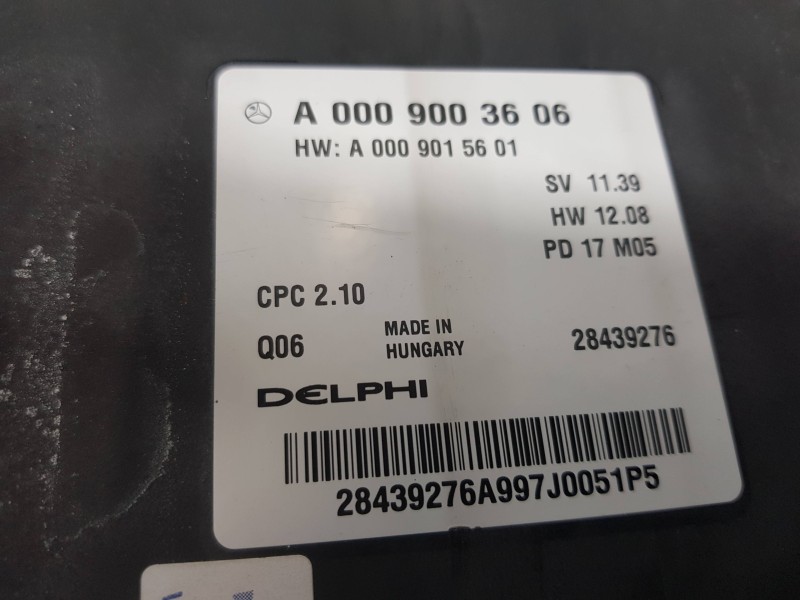 A 000 900 36 06
HW: A 000 901 56 01
SV 11.39
HW 12.08
PD 17 M05
CPC 2.10
Q06
MADE IN
HUNGARY
28439276
DELPHI
28439276A997J0051P5